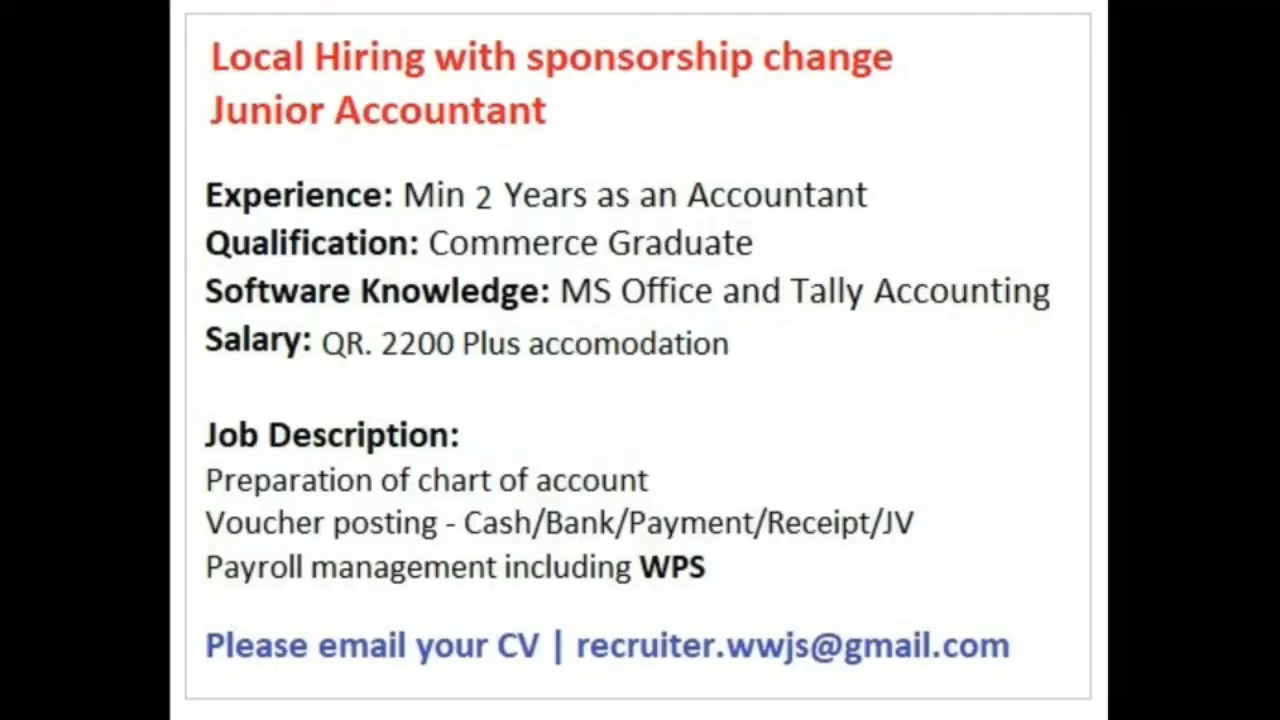 Local Hiring with sponsorship change
Junior Accountant
Experience: Min 2 Years as an Accountant
Qualification: Commerce Graduate
Software Knowledge: MS Office and Tally Accounting
Salary: QR. 2200 Plus accomodation
Job Description:
Preparation of chart of account
Voucher posting - Cash/Bank/Payment/Receipt/JV
Payroll management including WPS
Please email your CV | recruiter.wwjs@gmail.com